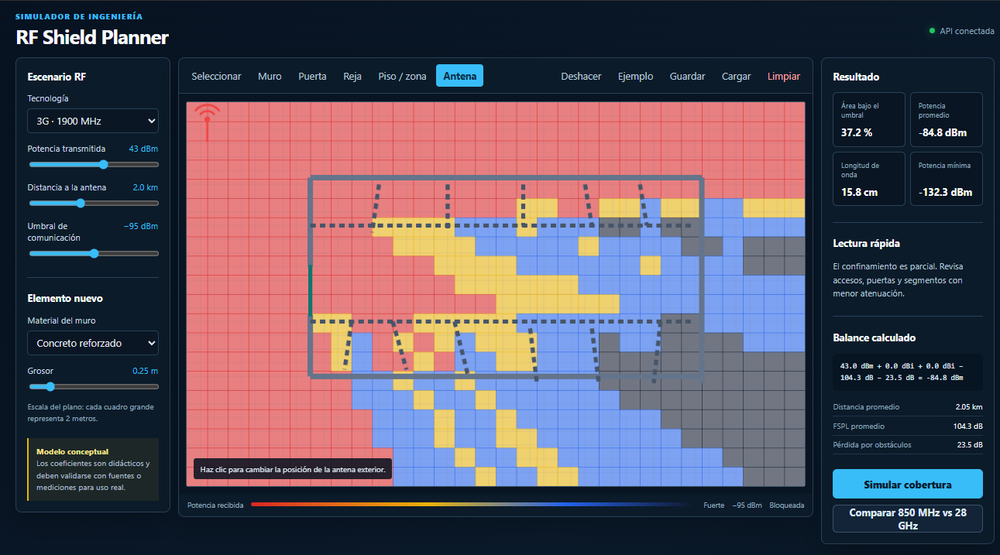 SIMULADOR DE INGENIERÍA
RF Shield Planner
API conectada
Escenario RF
Tecnología
3G · 1900 MHz
Potencia transmitida 43 dBm
Distancia a la antena 2.0 km
Umbral de −95 dBm
comunicación
Elemento nuevo
Material del muro
Concreto reforzado
Grosor 0.25 m
Escala del plano: cada cuadro grande
representa 2 metros.
Modelo conceptual
Los coeficientes son didácticos y
deben validarse con fuentes o
mediciones para uso real.
Seleccionar Muro Puerta Reja Piso / zona Antena Deshacer Ejemplo Guardar Cargar Limpiar
Haz clic para cambiar la posición de la antena exterior.
Potencia recibida Fuerte −95 dBm Bloqueada
Resultado
Área bajo el
umbral
37.2 %
Potencia
promedio
-84.8 dBm
Longitud de
onda
15.8 cm
Potencia mínima
-132.3 dBm
Lectura rápida
El confinamiento es parcial. Revisa
accesos, puertas y segmentos con
menor atenuación.
Balance calculado
43.0 dBm + 0.0 dBi + 0.0 dBi −
104.3 dB − 23.5 dB = -84.8 dBm
Distancia promedio 2.05 km
FSPL promedio 104.3 dB
Pérdida por obstáculos 23.5 dB
Simular cobertura
Comparar 850 MHz vs 28
GHz